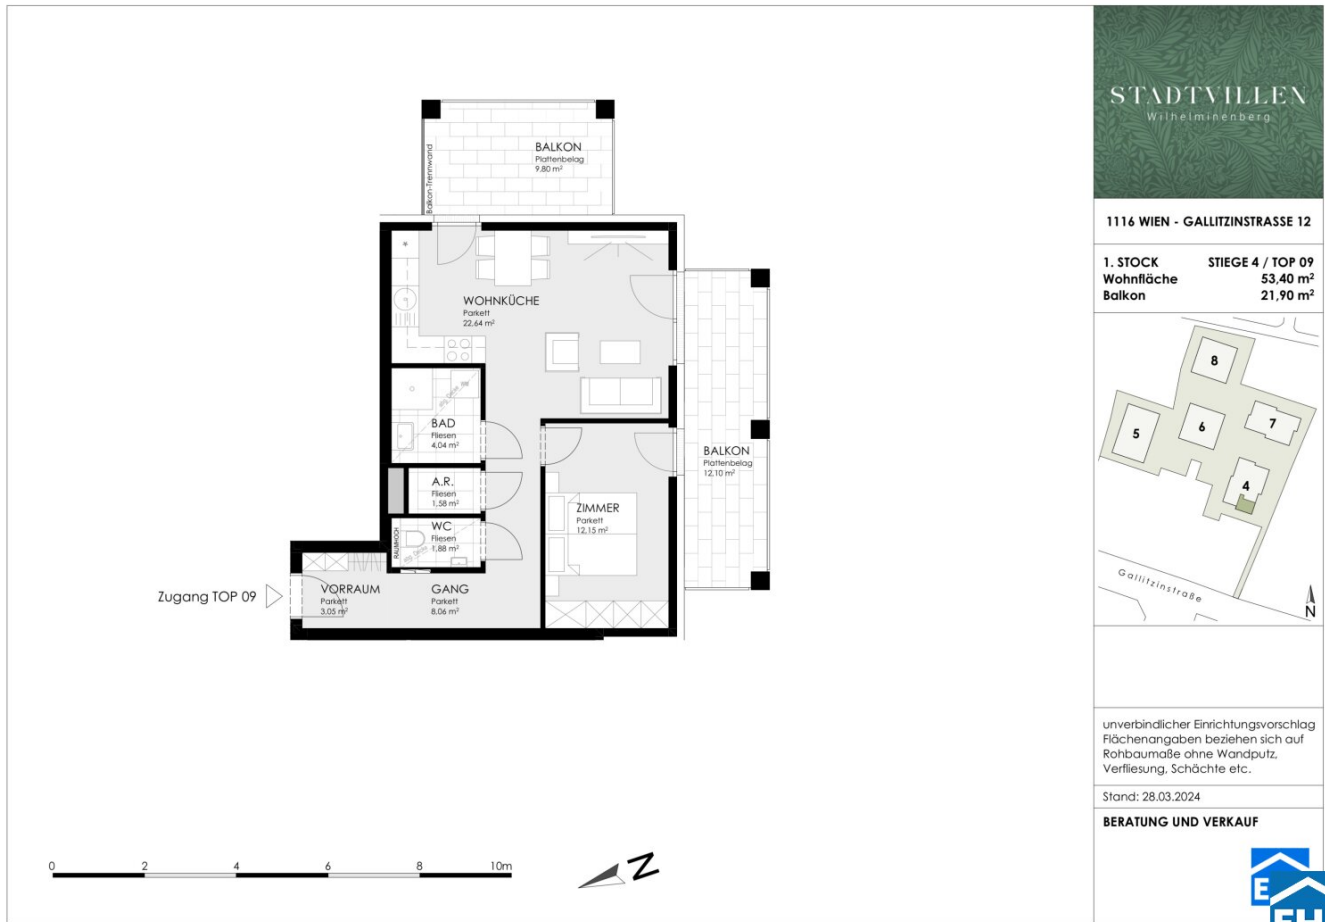 BALKON
Plattenbelag
9,80 m²
Balkon-Trennwand
WOHNKÜCHE
Parkett
22,64 m²
BAD
Fliesen
4,04 m²
A.R.
Fliesen
1,58 m²
WC
Fliesen
1,88 m²
RAUMHOCH
ZIMMER
Parkett
12,15 m²
BALKON
Plattenbelag
12,10 m²
Zugang TOP 09
VORRAUM
Parkett
3,05 m²
GANG
Parkett
8,06 m²
0 2 4 6 8 10m
N
STADTVILLEN
Wilhelminenberg
1116 WIEN - GALLITZINSTRASSE 12
1. STOCK STIEGE 4 / TOP 09
Wohnfläche 53,40 m²
Balkon 21,90 m²
8
7
6
5
4
Gallitzinstraße
N
unverbindlicher Einrichtungsvorschlag
Flächenangaben beziehen sich auf
Rohbaumaße ohne Wandputz,
Verfliesung, Schächte etc.
Stand: 28.03.2024
BERATUNG UND VERKAUF
E
EH